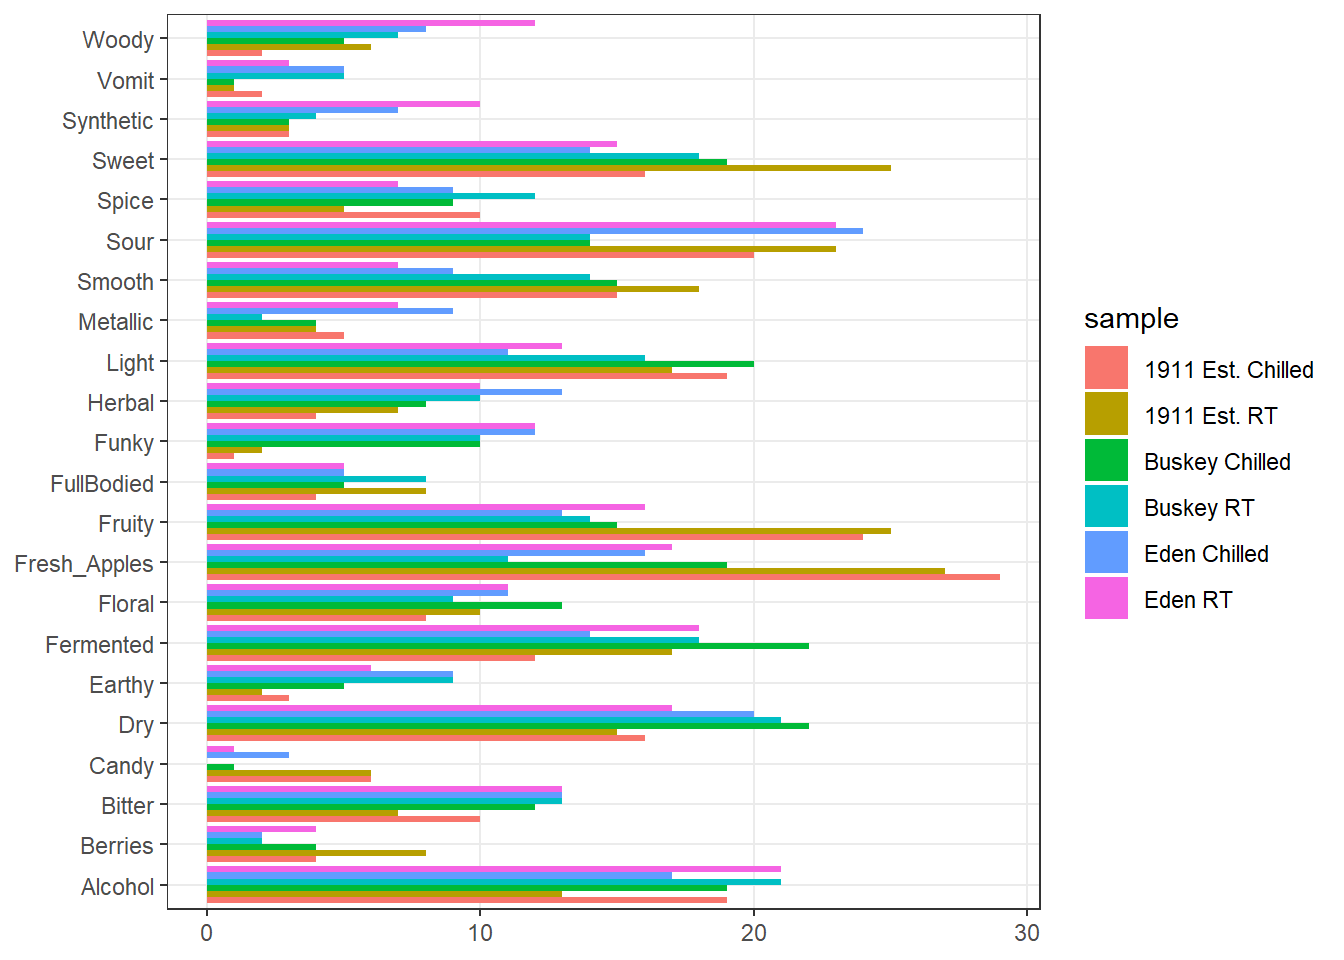 Woody
Vomit
Synthetic
Sweet
Spice
Sour
Smooth
Metallic
Light
Herbal
Funky
FullBodied
Fruity
Fresh_Apples
Floral
Fermented
Earthy
Dry
Candy
Bitter
Berries
Alcohol
0 10 20 30
sample
1911 Est. Chilled
1911 Est. RT
Buskey Chilled
Buskey RT
Eden Chilled
Eden RT